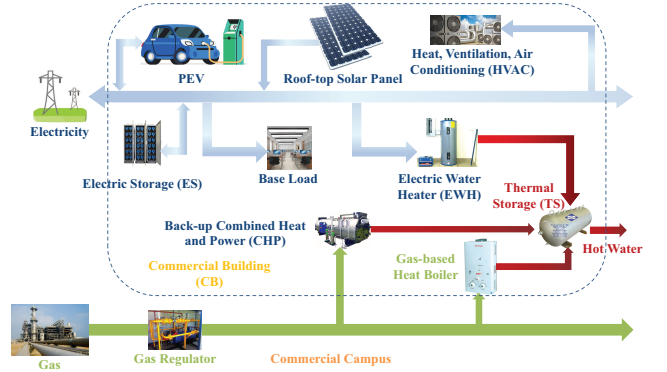 PEV
Roof-top Solar Panel
Heat, Ventilation, Air
Conditioning (HVAC)
Electricity
Electric Storage (ES)
Base Load
Electric Water
Heater (EWH)
Thermal
Storage (TS)
Back-up Combined Heat
and Power (CHP)
Gas-based
Heat Boiler
Hot Water
Commercial Building
(CB)
Gas
Gas Regulator
Commercial Campus